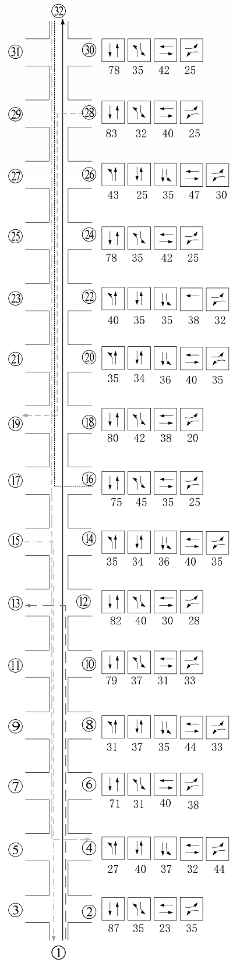 32
31 30
78 35 42 25
29 28
83 32 40 25
27 26
43 25 35 47 30
25 24
78 35 42 25
23 22
40 35 35 38 32
21 20
35 34 36 40 35
19 18
80 42 38 20
17 16
75 45 35 25
15 14
35 34 36 40 35
13 12
82 40 30 28
11 10
79 37 31 33
9 8
31 37 35 44 33
7 6
71 31 40 38
5 4
27 40 37 32 44
3 2
87 35 23 35
1